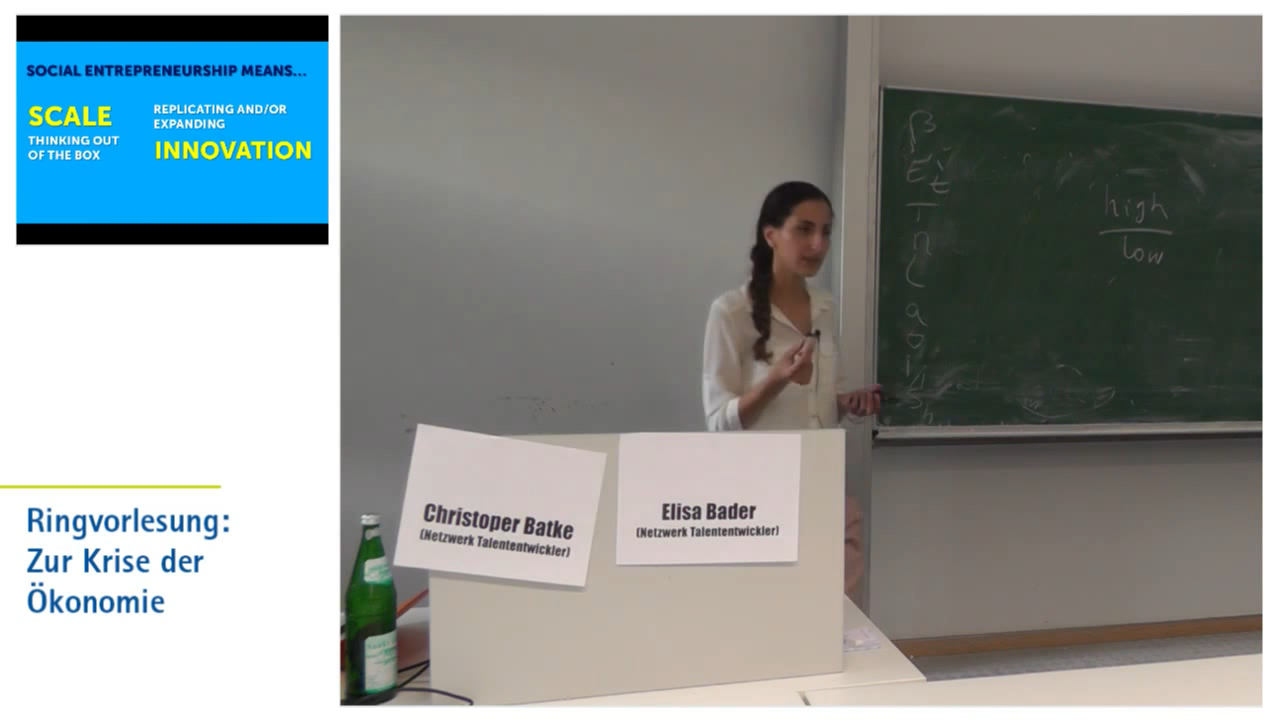 SOCIAL ENTREPRENEURSHIP MEANS...
SCALE
THINKING OUT
OF THE BOX
REPLICATING AND/OR
EXPANDING
INNOVATION
Ringvorlesung:
Zur Krise der
Ökonomie
Christoper Batke
(Netzwerk Talententwickler)
Elisa Bader
(Netzwerk Talententwickler)
high
low
β